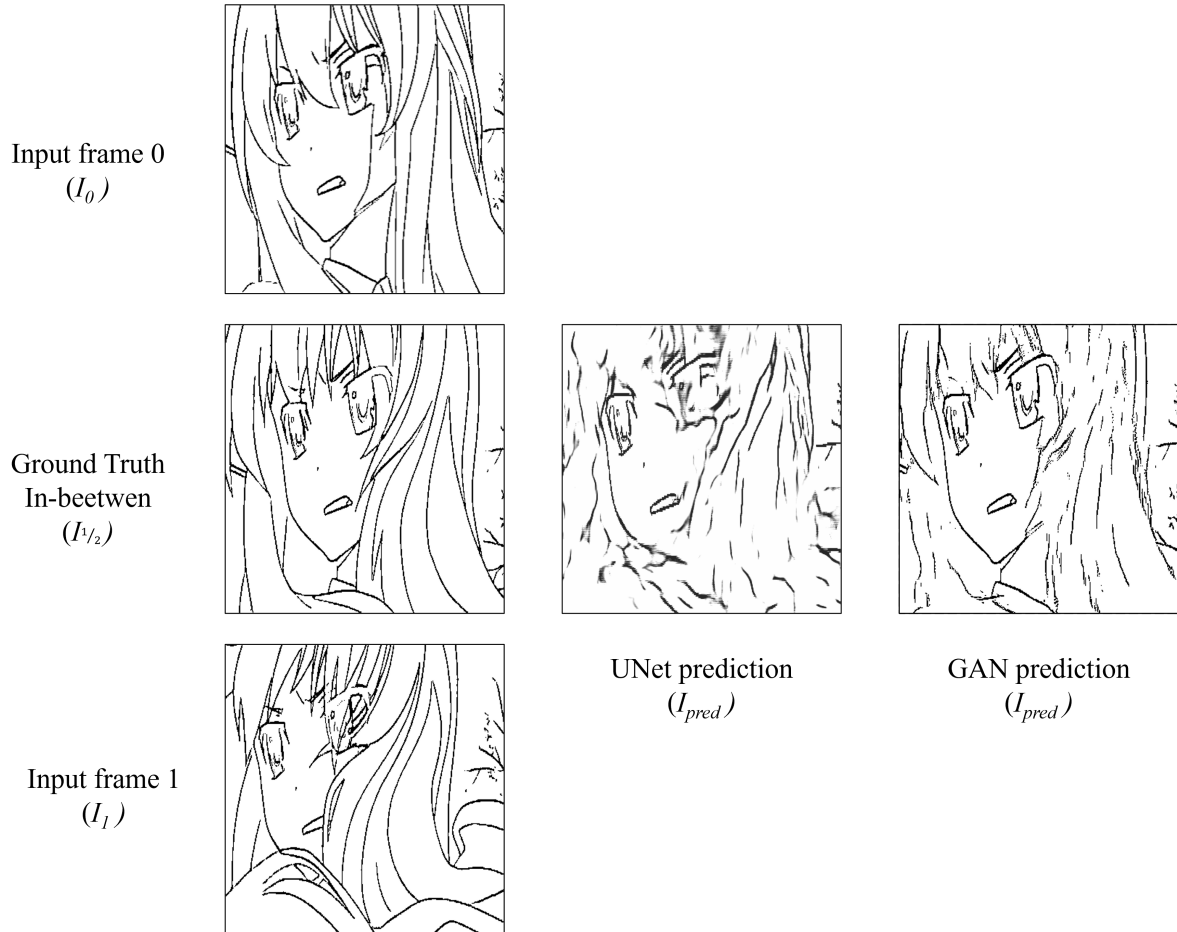 Input frame 0
(I₀)
Ground Truth
In-beetwen
(I½)
UNet prediction
(Iₚᵣₑd)
GAN prediction
(Iₚᵣₑd)
Input frame 1
(I₁)